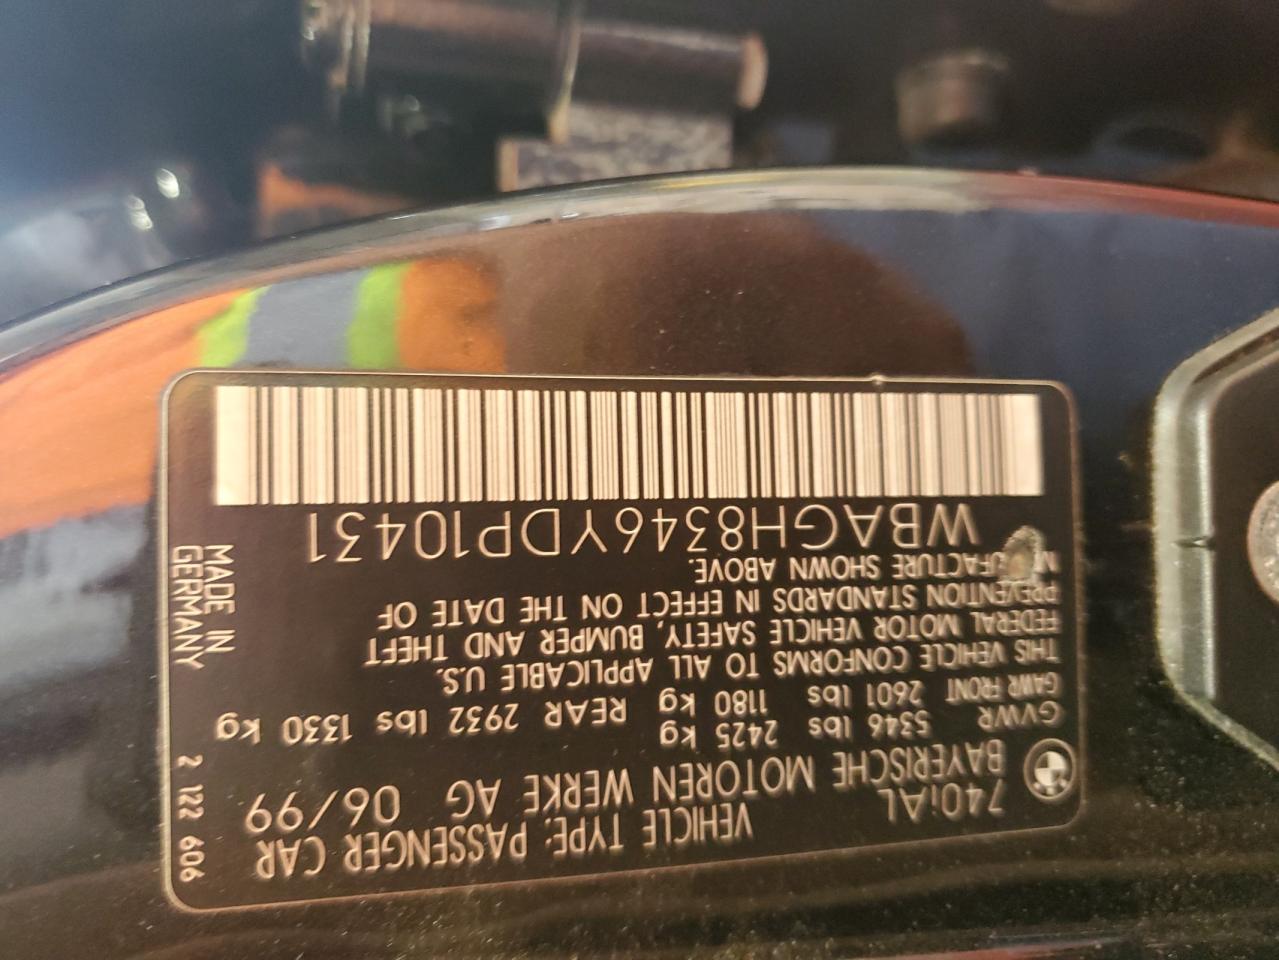 740iAL VEHICLE TYPE: PASSENGER CAR
BAYERISCHE MOTOREN WERKE AG 06/99
GVWR 5346 lbs 2425 kg
GAWR FRONT 2601 lbs 1180 kg REAR 2932 lbs 1330 kg
THIS VEHICLE CONFORMS TO ALL APPLICABLE U.S.
FEDERAL MOTOR VEHICLE SAFETY, BUMPER AND THEFT
PREVENTION STANDARDS IN EFFECT ON THE DATE OF
MANUFACTURE SHOWN ABOVE.
WBAGH8346YDP10431
2 122 606
MADE IN
GERMANY